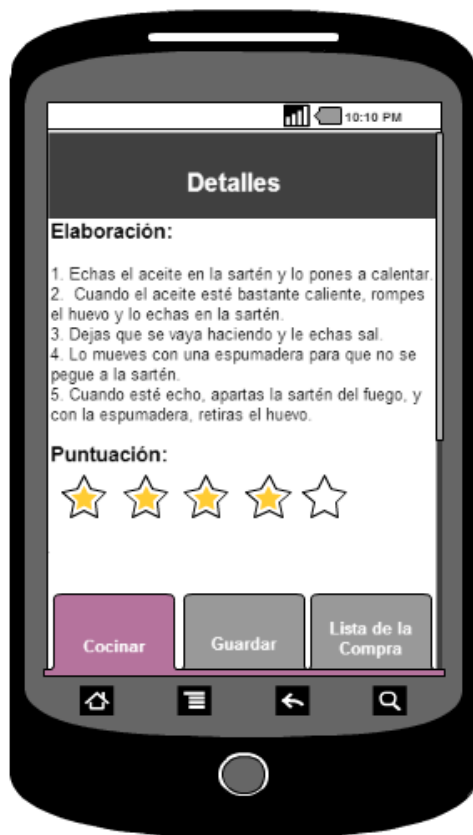 10:10 PM
Detalles
Elaboración:
1. Echas el aceite en la sartén y lo pones a calentar.
2. Cuando el aceite esté bastante caliente, rompes
el huevo y lo echas en la sartén.
3. Dejas que se vaya haciendo y le echas sal.
4. Lo mueves con una espumadera para que no se
pegue a la sartén.
5. Cuando esté echo, apartas la sartén del fuego, y
con la espumadera, retiras el huevo.
Puntuación:
Cocinar
Guardar
Lista de la
Compra